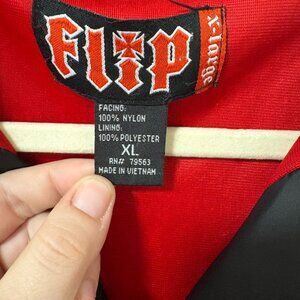 Flip
x-large
FACING:
100% NYLON
LINING:
100% POLYESTER
XL
RN# 79563
MADE IN VIETNAM